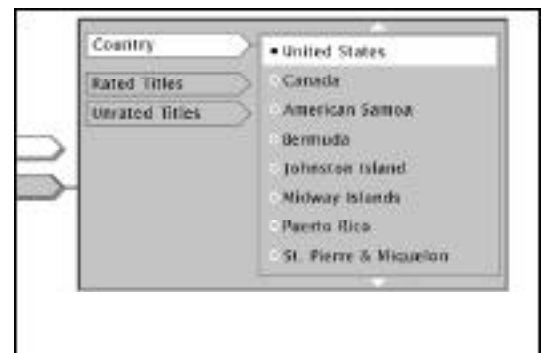 Country
Rated Titles
Unrated Titles
United States
Canada
American Samoa
Bermuda
Johnston Island
Midway Islands
Puerto Rico
St. Pierre & Miquelon